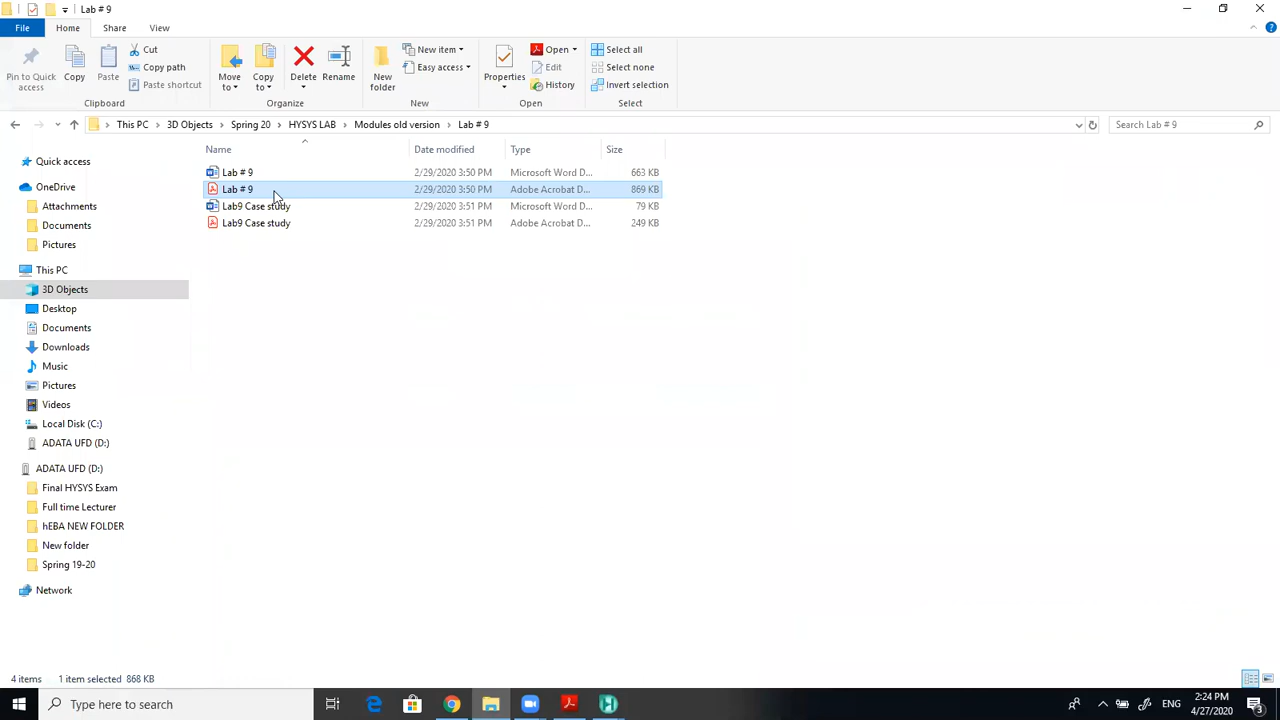 Lab # 9
File
Home
Share
View
Pin to Quick access
Copy
Paste
Cut
Copy path
Paste shortcut
Clipboard
Move to
Copy to
Delete
Rename
Organize
New folder
New item
Easy access
New
Properties
Open
Edit
History
Open
Select all
Select none
Invert selection
Select
This PC
3D Objects
Spring 20
HYSYS LAB
Modules old version
Lab # 9
Search Lab # 9
Name Date modified Type Size
Lab # 9 2/29/2020 3:50 PM Microsoft Word D... 663 KB
Lab # 9 2/29/2020 3:50 PM Adobe Acrobat D... 869 KB
Lab9 Case study 2/29/2020 3:51 PM Microsoft Word D... 79 KB
Lab9 Case study 2/29/2020 3:51 PM Adobe Acrobat D... 249 KB
Quick access
OneDrive
Attachments
Documents
Pictures
This PC
3D Objects
Desktop
Documents
Downloads
Music
Pictures
Videos
Local Disk (C:)
ADATA UFD (D:)
ADATA UFD (D:)
Final HYSYS Exam
Full time Lecturer
hEBA NEW FOLDER
New folder
Spring 19-20
Network
4 items 1 item selected 868 KB
Type here to search
ENG
2:24 PM
4/27/2020
3